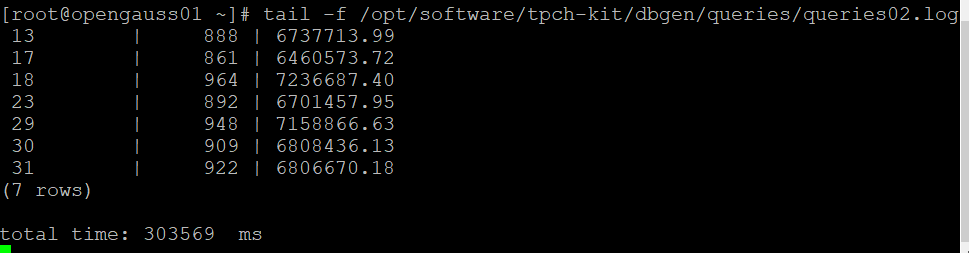 [root@opengauss01 ~]# tail -f /opt/software/tpch-kit/dbgen/queries/queries02.log
 13        |     888 | 6737713.99
 17        |     861 | 6460573.72
 18        |     964 | 7236687.40
 23        |     892 | 6701457.95
 29        |     948 | 7158866.63
 30        |     909 | 6808436.13
 31        |     922 | 6806670.18
(7 rows)

total time: 303569  ms